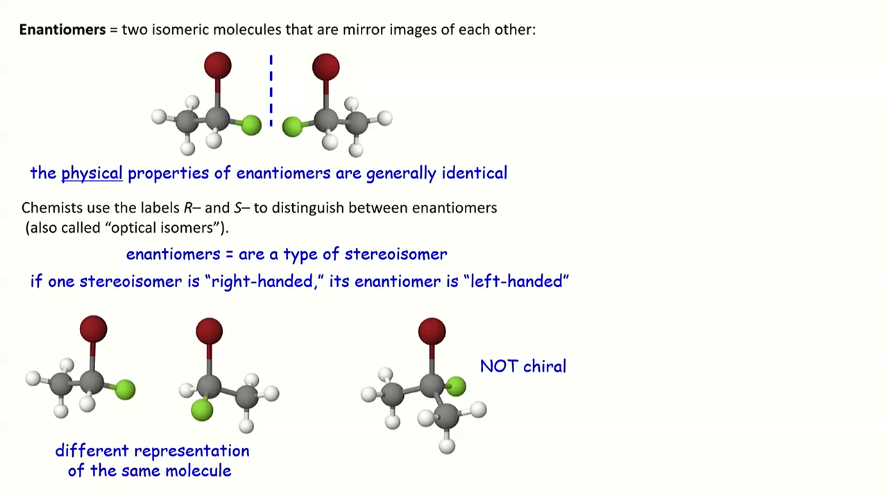 Enantiomers = two isomeric molecules that are mirror images of each other:
the physical properties of enantiomers are generally identical
Chemists use the labels R– and S– to distinguish between enantiomers
(also called “optical isomers”).
enantiomers = are a type of stereoisomer
if one stereoisomer is “right-handed,” its enantiomer is “left-handed”
NOT chiral
different representation
of the same molecule